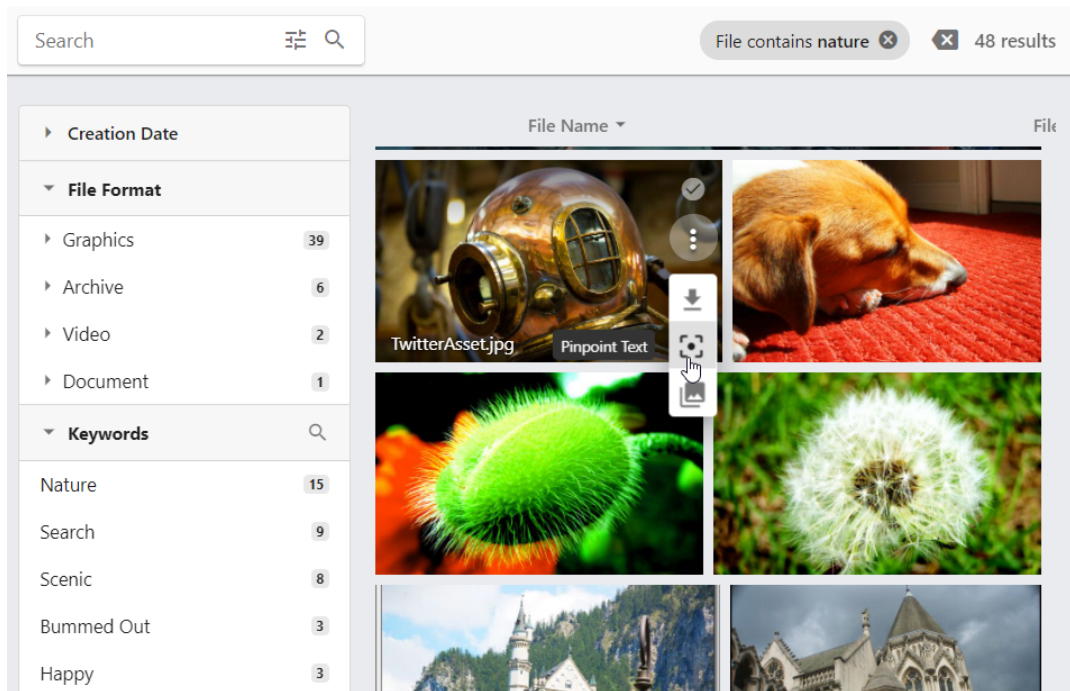 Search
File contains nature
48 results
Creation Date
File Format
Graphics 39
Archive 6
Video 2
Document 1
Keywords
Nature 15
Search 9
Scenic 8
Bummed Out 3
Happy 3
File Name
File
TwitterAsset.jpg
Pinpoint Text